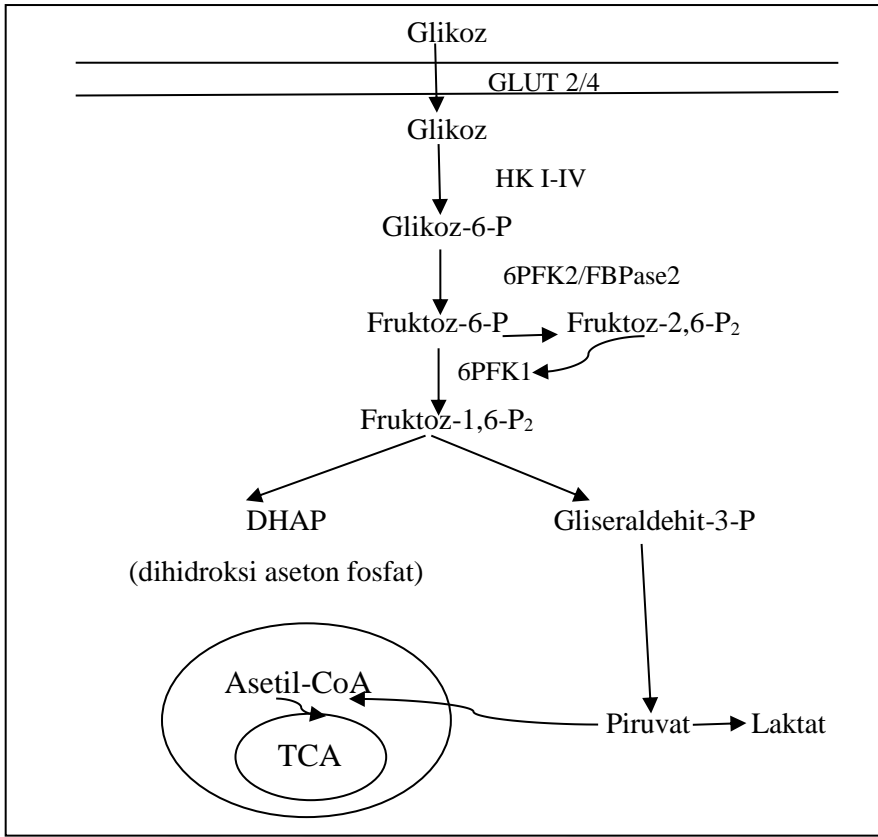 Glikoz
GLUT 2/4
Glikoz
HK I-IV
Glikoz-6-P
6PFK2/FBPase2
Fruktoz-6-P Fruktoz-2,6-P₂
6PFK1
Fruktoz-1,6-P₂
DHAP Gliseraldehit-3-P
(dihidroksi aseton fosfat)
Asetil-CoA
Piruvat Laktat
TCA